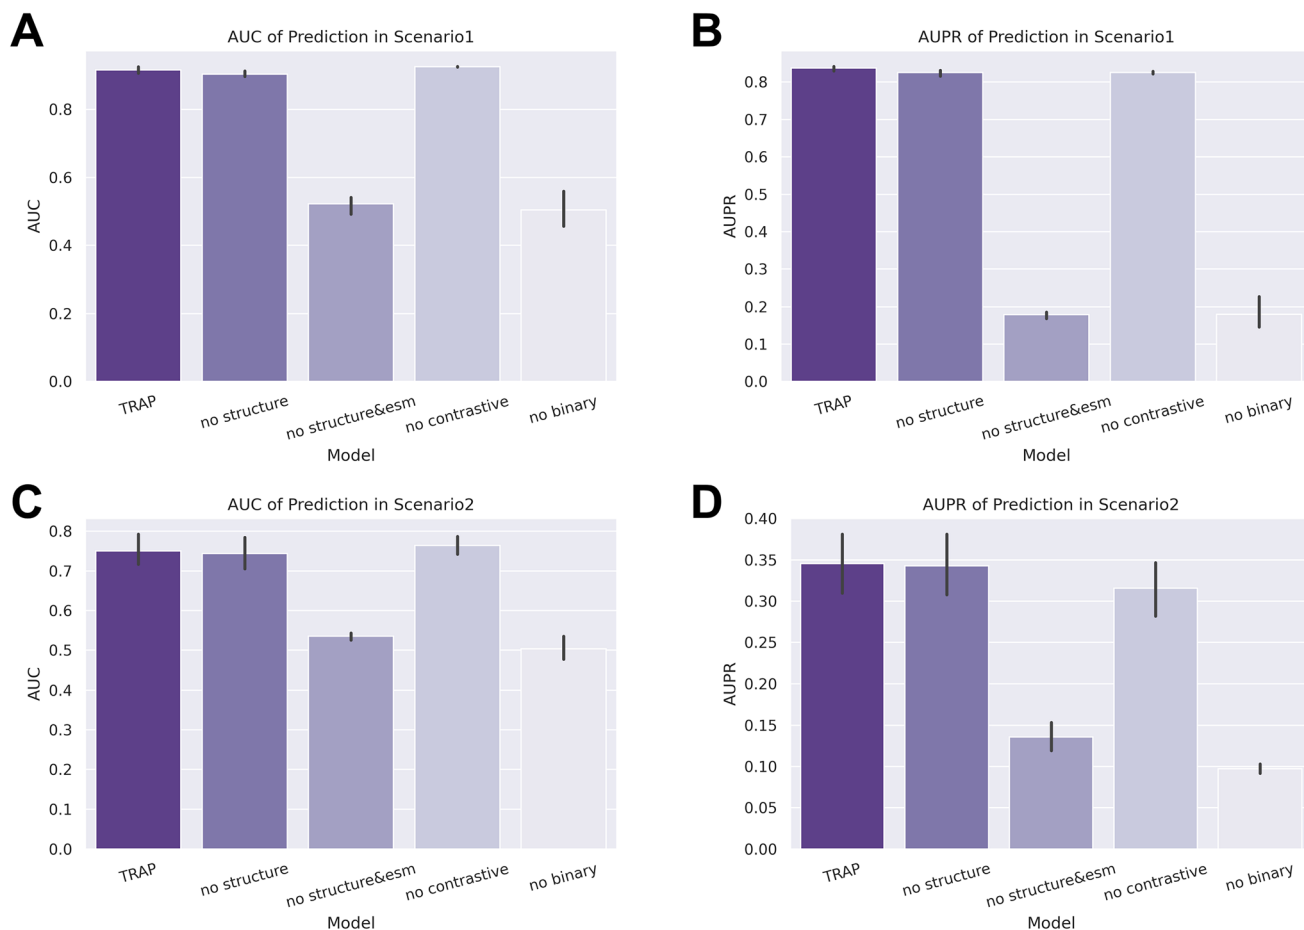 A
AUC of Prediction in Scenario1
AUC
0.8
0.6
0.4
0.2
0.0
TRAP
no structure
no structure&esm
no contrastive
no binary
Model
B
AUPR of Prediction in Scenario1
AUPR
0.8
0.7
0.6
0.5
0.4
0.3
0.2
0.1
0.0
TRAP
no structure
no structure&esm
no contrastive
no binary
Model
C
AUC of Prediction in Scenario2
AUC
0.8
0.7
0.6
0.5
0.4
0.3
0.2
0.1
0.0
TRAP
no structure
no structure&esm
no contrastive
no binary
Model
D
AUPR of Prediction in Scenario2
AUPR
0.40
0.35
0.30
0.25
0.20
0.15
0.10
0.05
0.00
TRAP
no structure
no structure&esm
no contrastive
no binary
Model